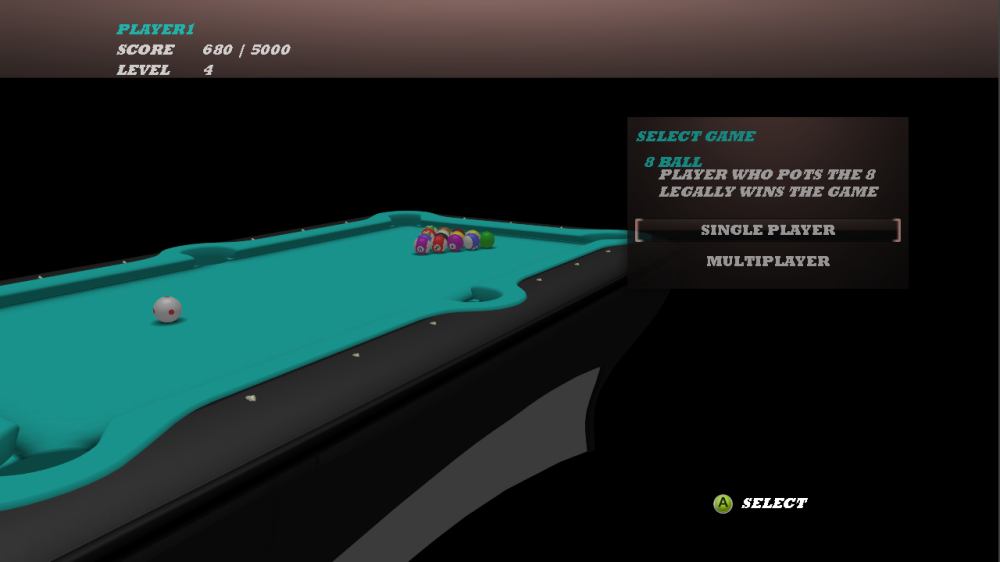 PLAYER1
SCORE 680 / 5000
LEVEL 4
SELECT GAME
8 BALL
PLAYER WHO POTS THE 8
LEGALLY WINS THE GAME
SINGLE PLAYER
MULTIPLAYER
A SELECT